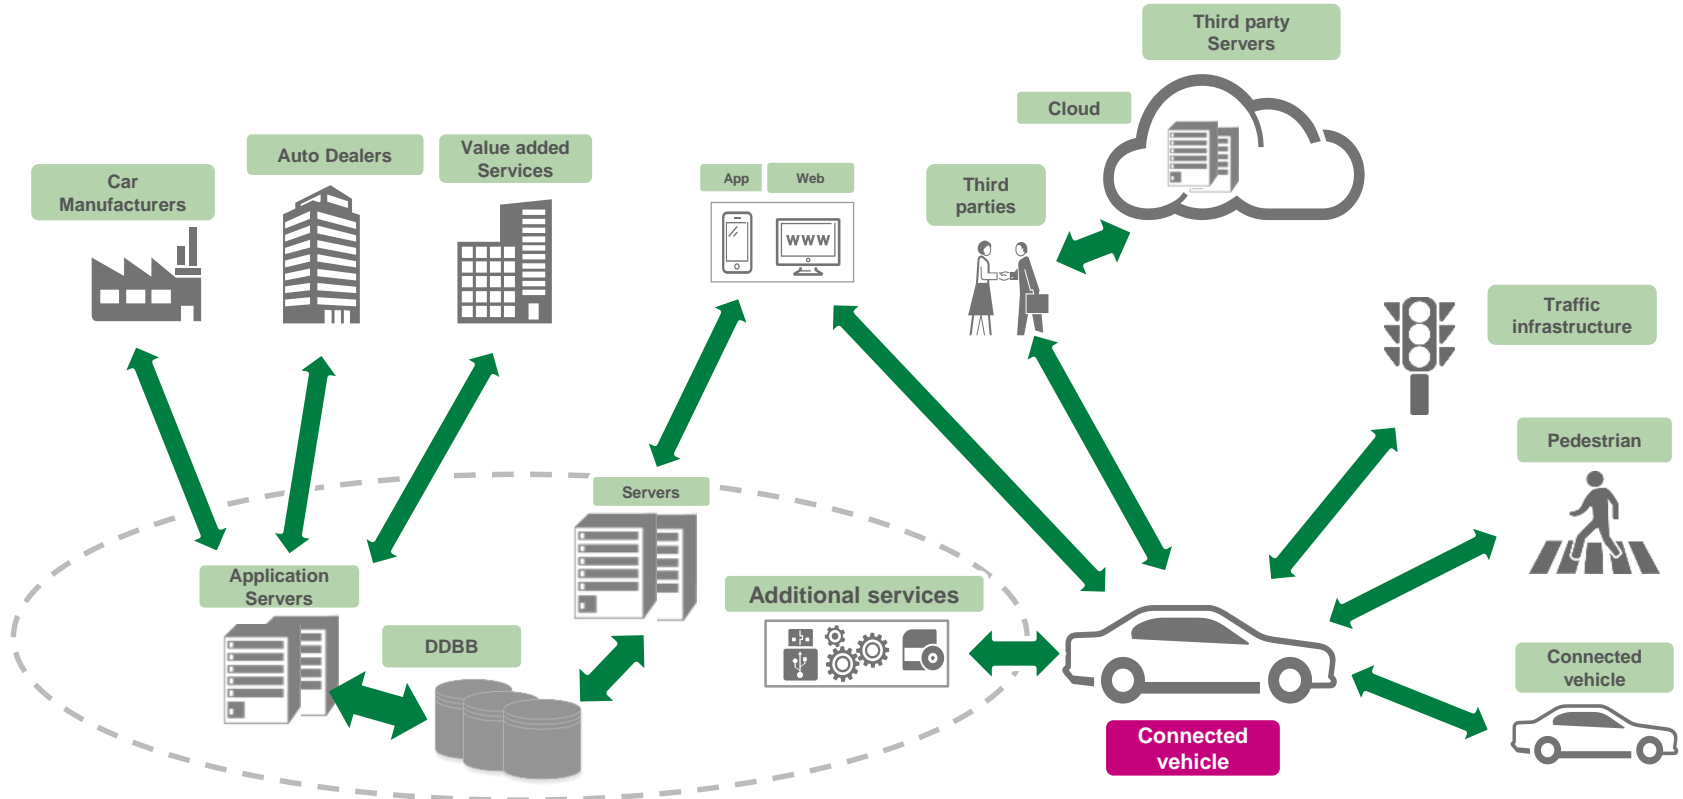 Third party
Servers
Cloud
Auto Dealers
Value added
Services
Car
Manufacturers
App
Web
Third
parties
WWW
Traffic
infrastructure
Pedestrian
Servers
Application
Servers
Additional services
DDBB
Connected
vehicle
Connected
vehicle